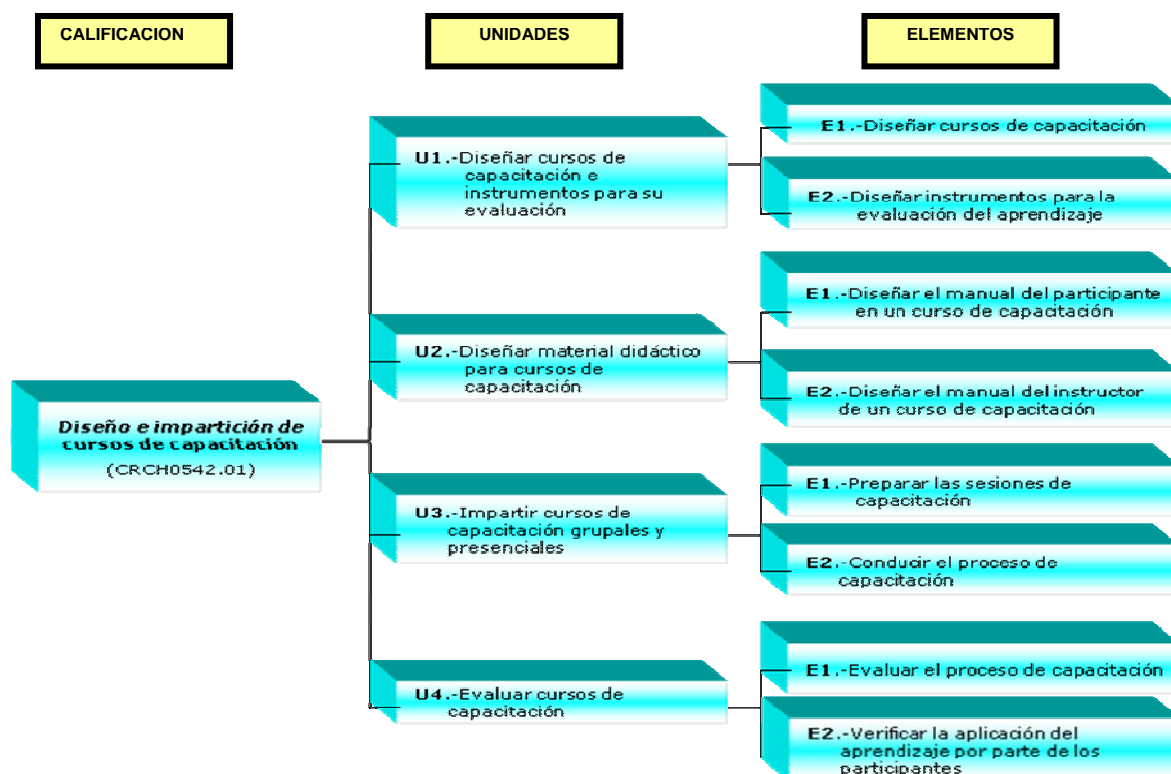 CALIFICACION
UNIDADES
ELEMENTOS
Diseño e impartición de
cursos de capacitación
(CRCH0542.01)
U1.-Diseñar cursos de
capacitación e
instrumentos para su
evaluación
E1.-Diseñar cursos de capacitación
E2.-Diseñar instrumentos para la
evaluación del aprendizaje
U2.-Diseñar material didáctico
para cursos de
capacitación
E1.-Diseñar el manual del participante
en un curso de capacitación
E2.-Diseñar el manual del instructor
de un curso de capacitación
U3.-Impartir cursos de
capacitación grupales y
presenciales
E1.-Preparar las sesiones de
capacitación
E2.-Conducir el proceso de
capacitación
U4.-Evaluar cursos de
capacitación
E1.-Evaluar el proceso de capacitación
E2.-Verificar la aplicación del
aprendizaje por parte de los
participantes